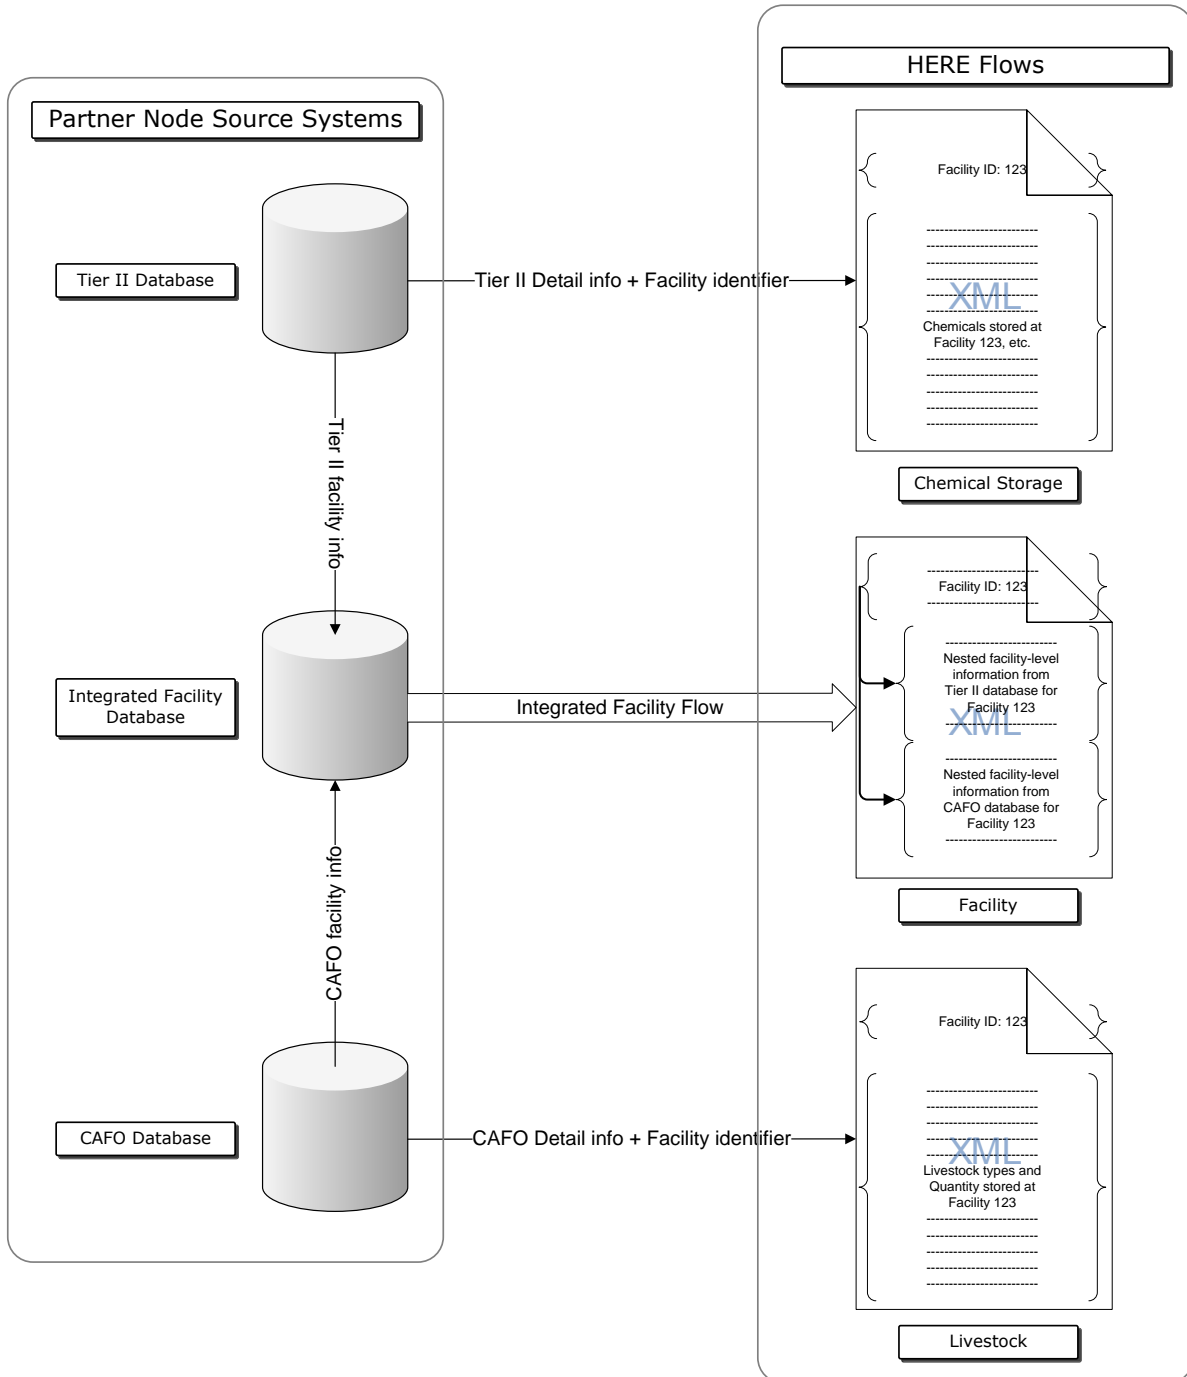 HERE Flows
Partner Node Source Systems
Facility ID: 123
Tier II Database
Tier II Detail info + Facility identifier
XML
Chemicals stored at
Facility 123, etc.
Tier II facility info
Chemical Storage
Facility ID: 123
Integrated Facility
Database
Integrated Facility Flow
Nested facility-level
information from
Tier II database for
Facility 123
XML
Nested facility-level
information from
CAFO database for
Facility 123
CAFO facility info
Facility
Facility ID: 123
CAFO Database
CAFO Detail info + Facility identifier
XML
Livestock types and
Quantity stored at
Facility 123
Livestock